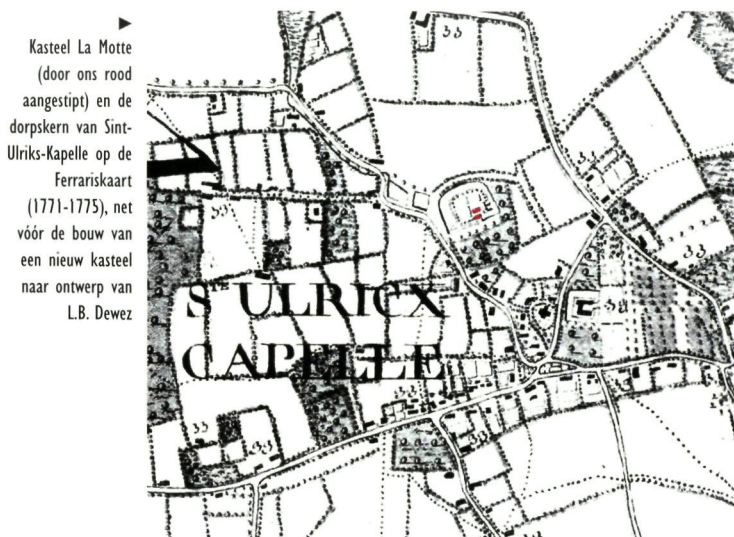 Kasteel La Motte
(door ons rood
aangestipt) en de
dorpskern van Sint-
Ulriks-Kapelle op de
Ferrariskaart
(1771-1775), net
vóór de bouw van
een nieuw kasteel
naar ontwerp van
L.B. Dewez
Sᵀᴱ ULRICX
CAPELLE